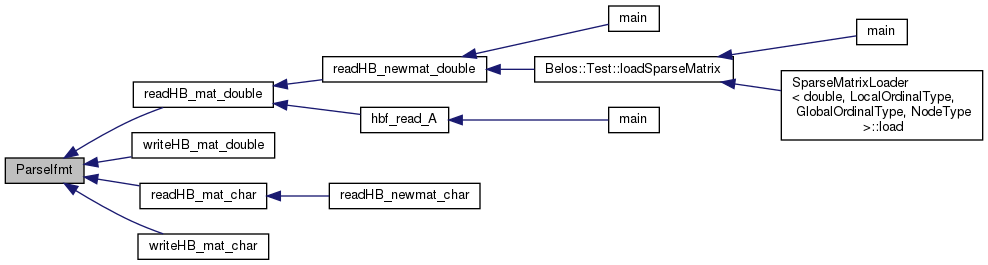 main
main
readHB_newmat_double
Belos::Test::loadSparseMatrix
SparseMatrixLoader
< double, LocalOrdinalType,
GlobalOrdinalType, NodeType
>::load
readHB_mat_double
hbf_read_A
main
writeHB_mat_double
ParseIfmt
readHB_mat_char
readHB_newmat_char
writeHB_mat_char